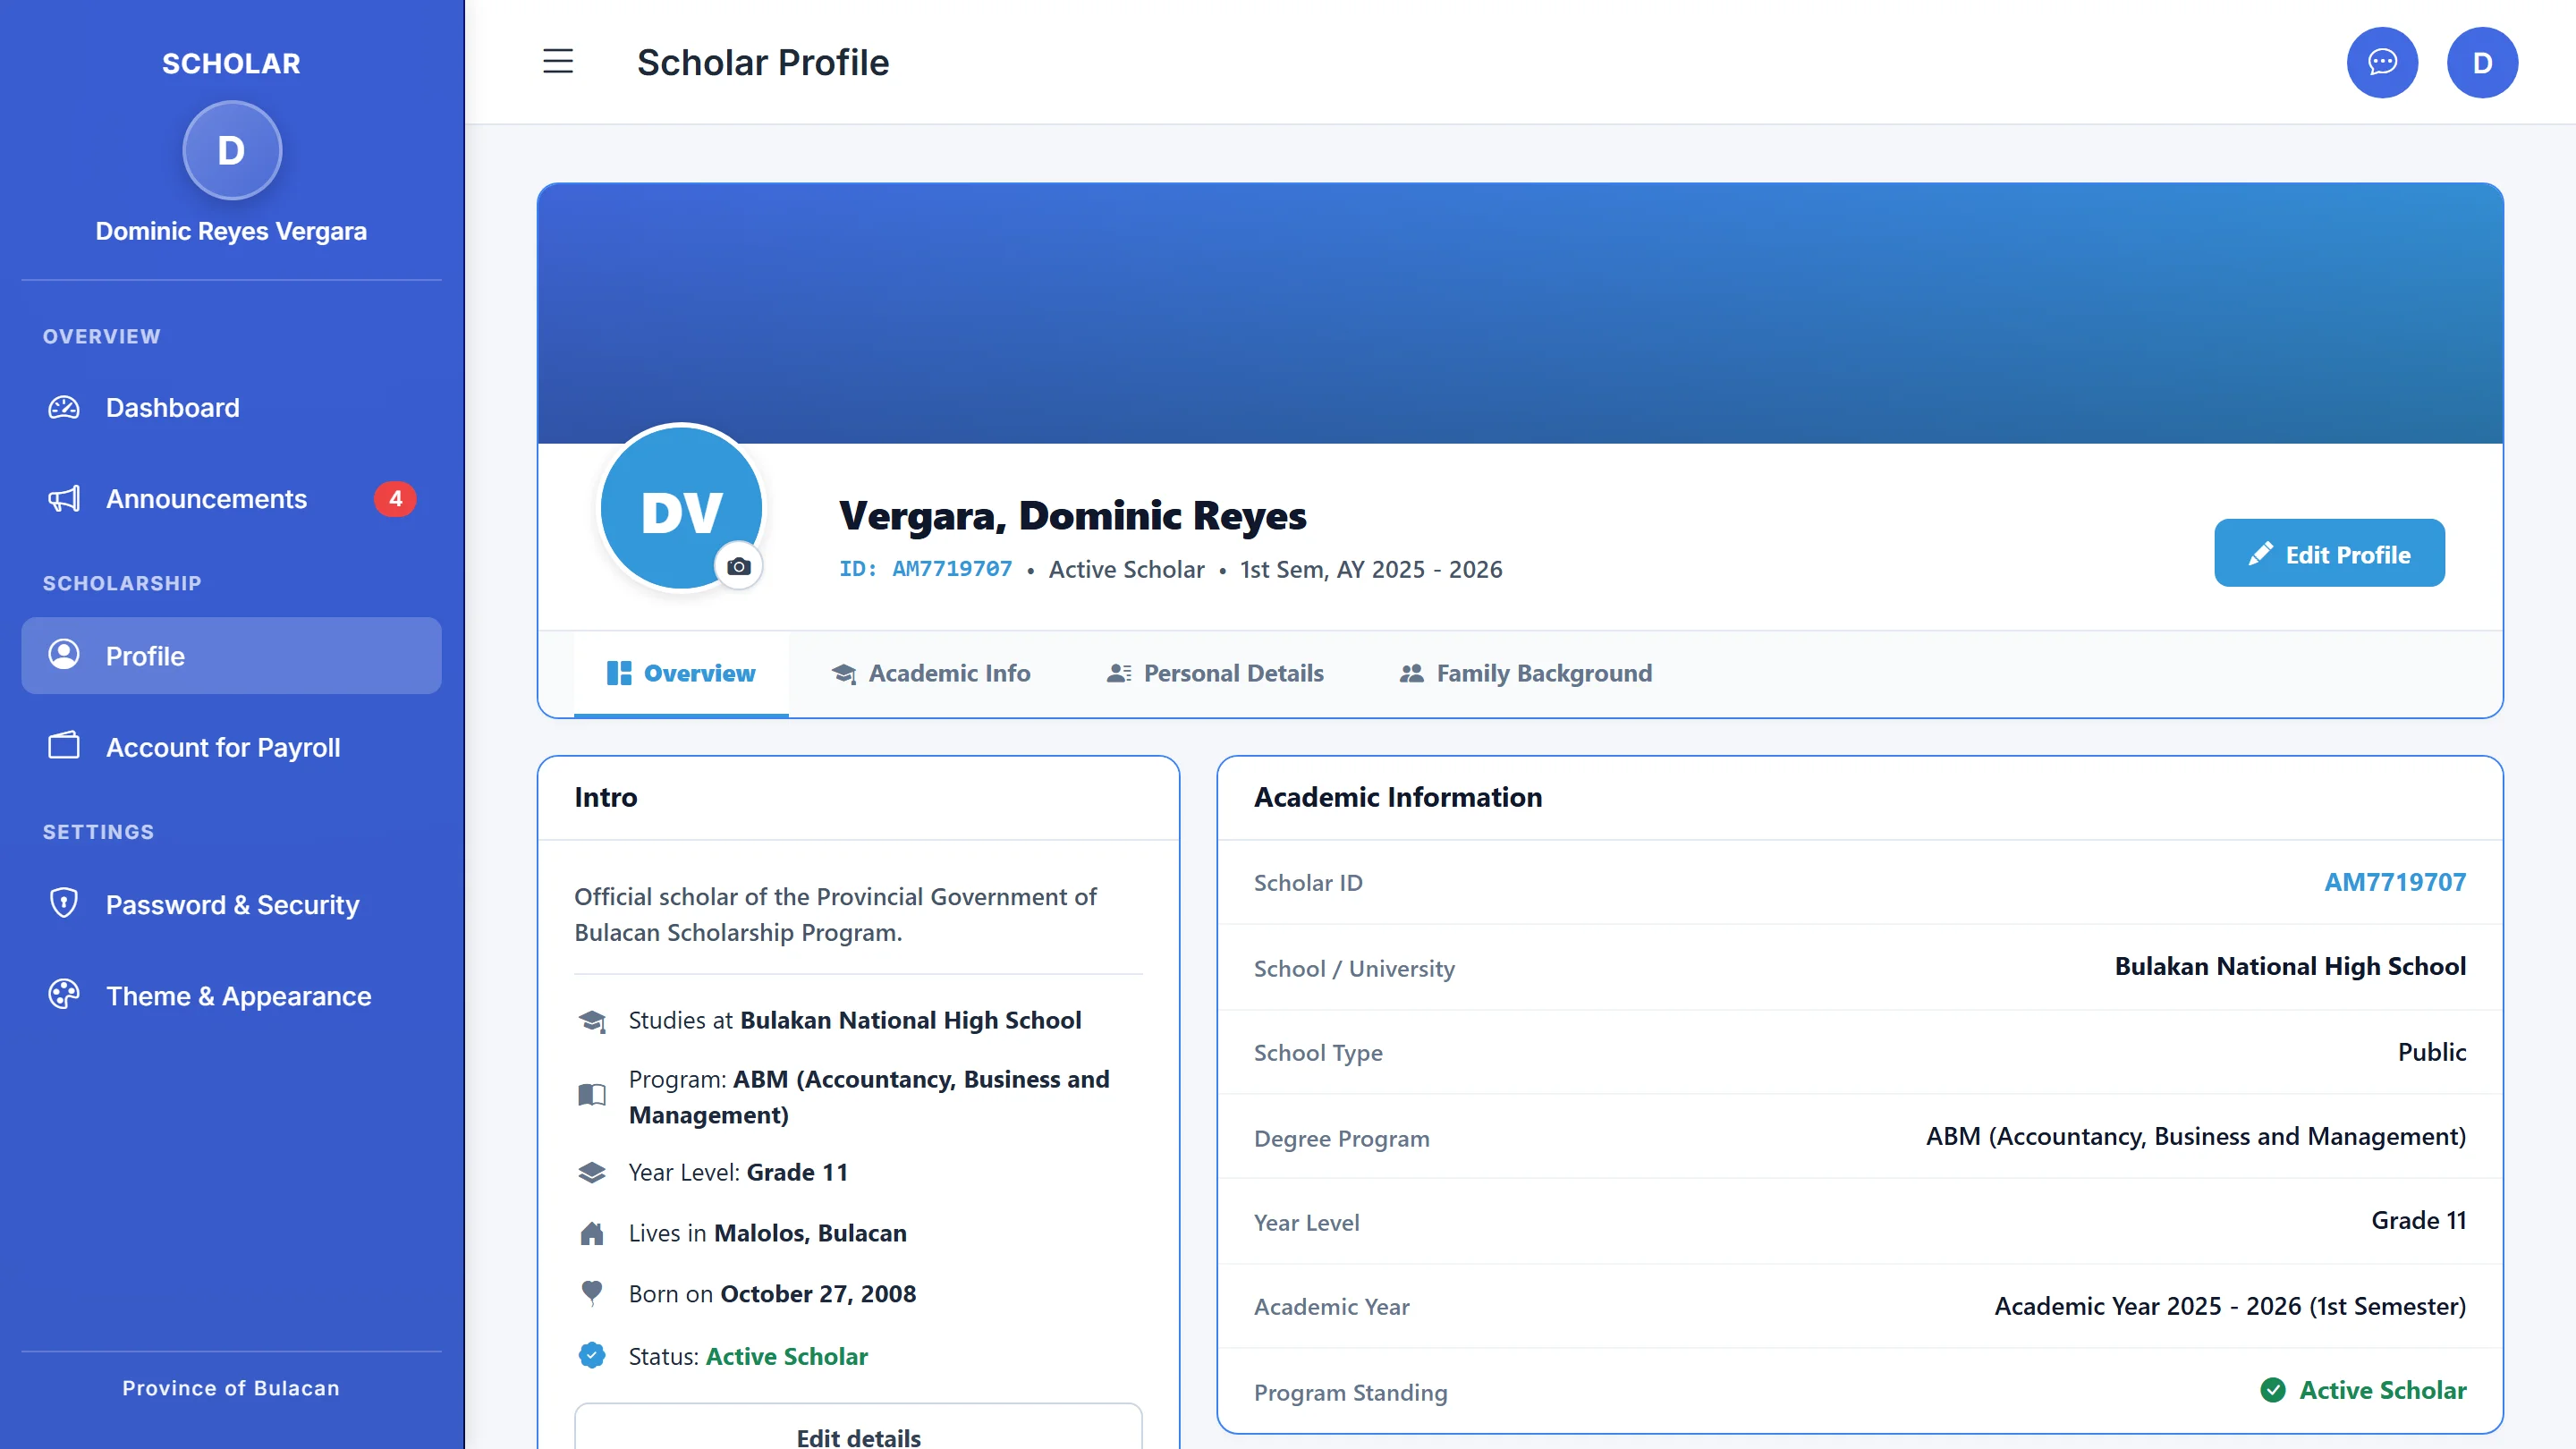 SCHOLAR
D
Dominic Reyes Vergara
OVERVIEW
Dashboard
Announcements 4
SCHOLARSHIP
Profile
Account for Payroll
SETTINGS
Password & Security
Theme & Appearance
Province of Bulacan
Scholar Profile
D
DV
Vergara, Dominic Reyes
ID: AM7719707 • Active Scholar • 1st Sem, AY 2025 - 2026
Edit Profile
Overview
Academic Info
Personal Details
Family Background
Intro
Official scholar of the Provincial Government of
Bulacan Scholarship Program.
Studies at Bulakan National High School
Program: ABM (Accountancy, Business and
Management)
Year Level: Grade 11
Lives in Malolos, Bulacan
Born on October 27, 2008
Status: Active Scholar
Edit details
Academic Information
Scholar ID AM7719707
School / University Bulakan National High School
School Type Public
Degree Program ABM (Accountancy, Business and Management)
Year Level Grade 11
Academic Year Academic Year 2025 - 2026 (1st Semester)
Program Standing Active Scholar